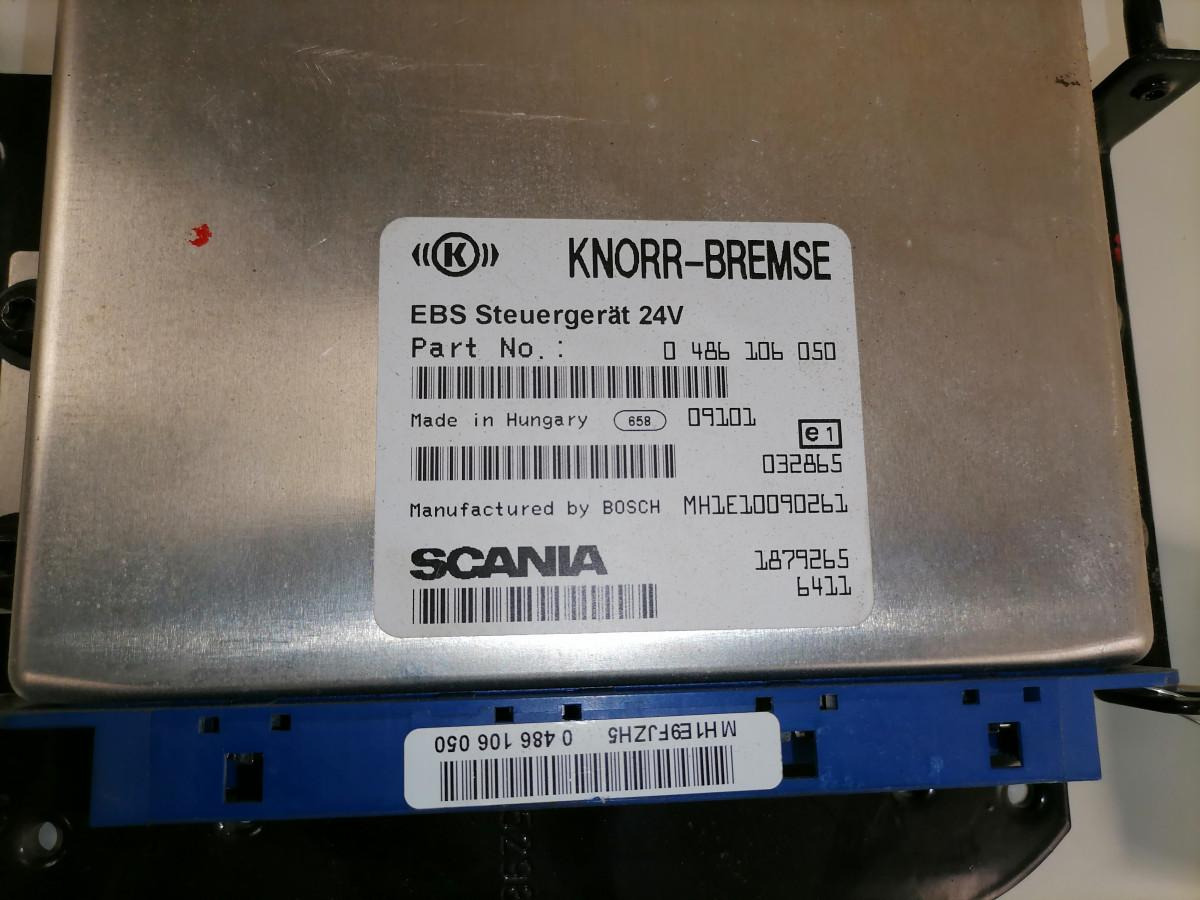 ((K)) KNORR-BREMSE
EBS Steuergerät 24V
Part No.: 0 486 106 050
Made in Hungary 658 09101
e1
032865
Manufactured by BOSCH MH1E10090261
SCANIA 1879265
6411
MH1E9FJZH5 0 486 106 050